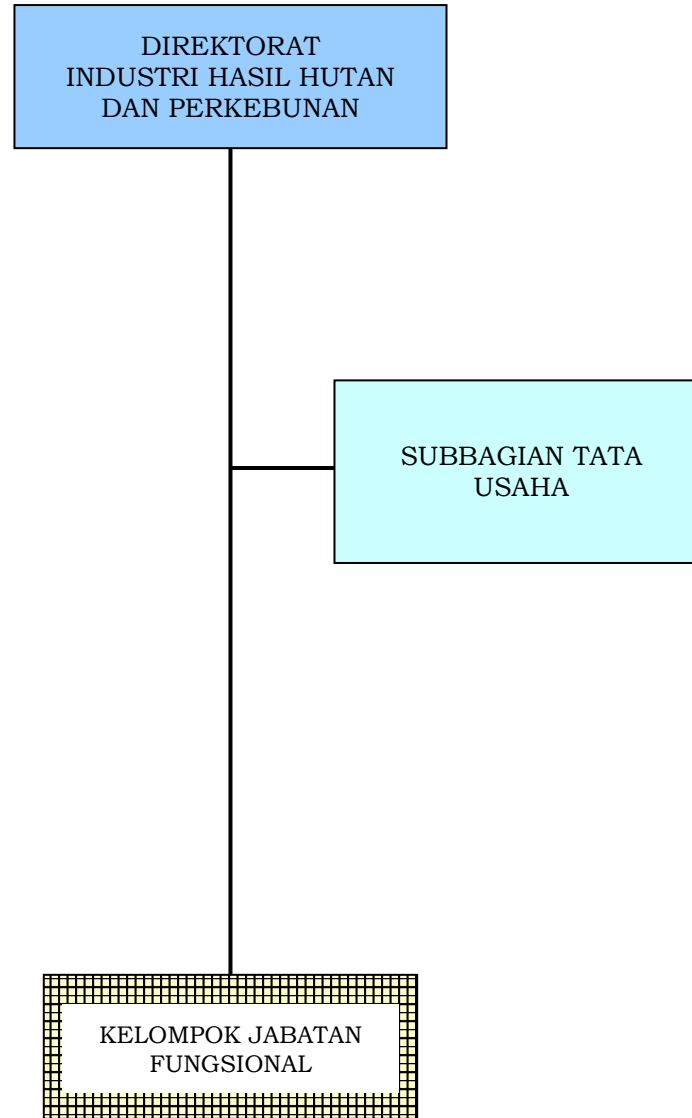 DIREKTORAT
INDUSTRI HASIL HUTAN
DAN PERKEBUNAN
SUBBAGIAN TATA
USAHA
KELOMPOK JABATAN
FUNGSIONAL